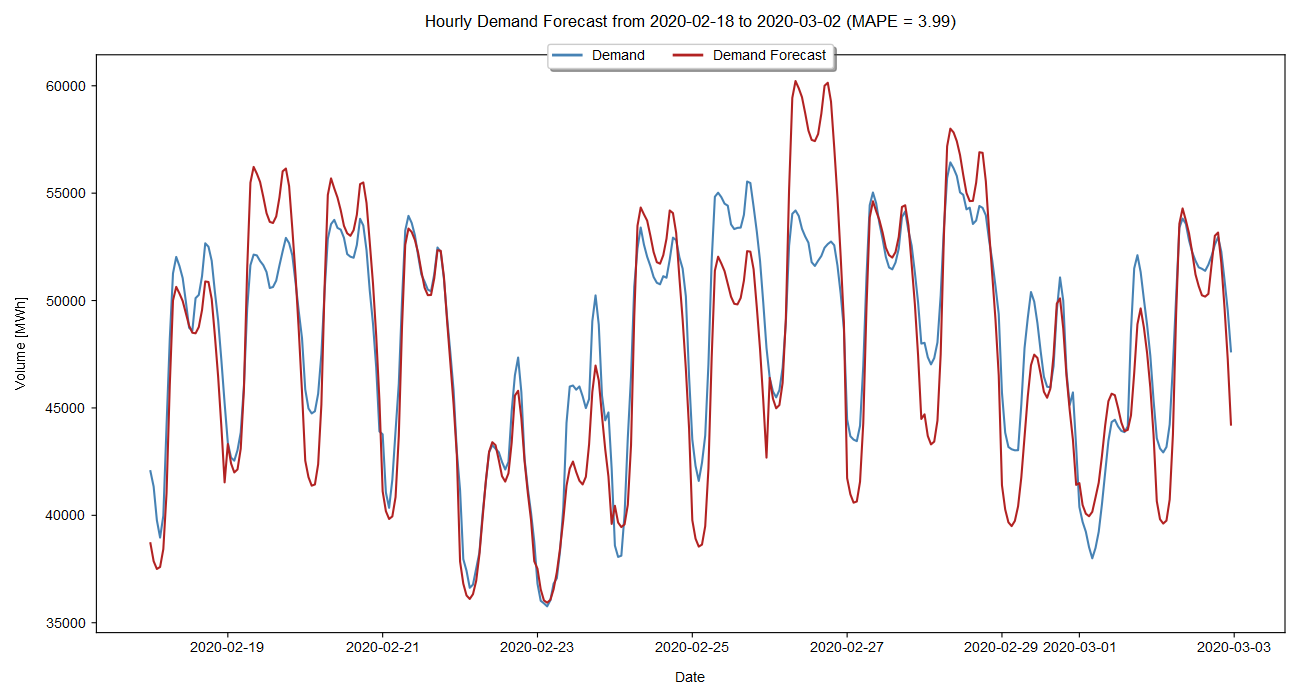 Hourly Demand Forecast from 2020-02-18 to 2020-03-02 (MAPE = 3.99)
Demand Demand Forecast
60000
55000
50000
45000
40000
35000
Volume [MWh]
2020-02-19 2020-02-21 2020-02-23 2020-02-25 2020-02-27 2020-02-29 2020-03-01 2020-03-03
Date